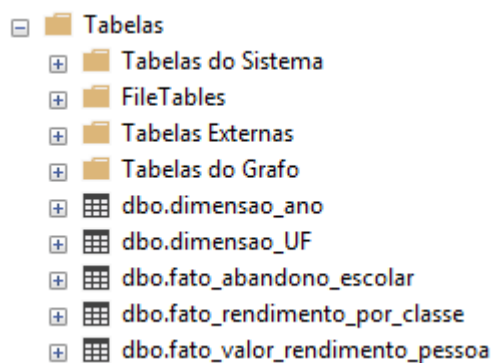 Tabelas
Tabelas do Sistema
FileTables
Tabelas Externas
Tabelas do Grafo
dbo.dimensao_ano
dbo.dimensao_UF
dbo.fato_abandono_escolar
dbo.fato_rendimento_por_classe
dbo.fato_valor_rendimento_pessoa